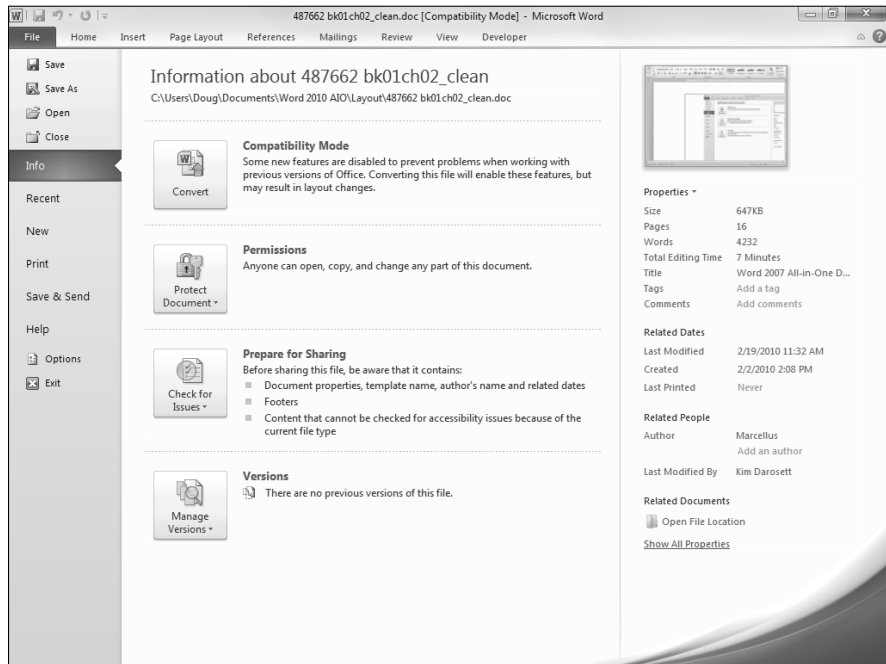 487662 bk01ch02_clean.doc [Compatibility Mode] - Microsoft Word
File Home Insert Page Layout References Mailings Review View Developer
Save
Save As
Open
Close
Info
Recent
New
Print
Save & Send
Help
Options
Exit
Information about 487662 bk01ch02_clean
C:\Users\Doug\Documents\Word 2010 AIO\Layout\487662 bk01ch02_clean.doc
Convert
Compatibility Mode
Some new features are disabled to prevent problems when working with
previous versions of Office. Converting this file will enable these features, but
may result in layout changes.
Protect
Document
Permissions
Anyone can open, copy, and change any part of this document.
Check for
Issues
Prepare for Sharing
Before sharing this file, be aware that it contains:
Document properties, template name, author's name and related dates
Footers
Content that cannot be checked for accessibility issues because of the
current file type
Manage
Versions
Versions
There are no previous versions of this file.
Properties
Size 647KB
Pages 16
Words 4232
Total Editing Time 7 Minutes
Title Word 2007 All-in-One D...
Tags Add a tag
Comments Add comments
Related Dates
Last Modified 2/19/2010 11:32 AM
Created 2/2/2010 2:08 PM
Last Printed Never
Related People
Author Marcellus
Add an author
Last Modified By Kim Darosett
Related Documents
Open File Location
Show All Properties